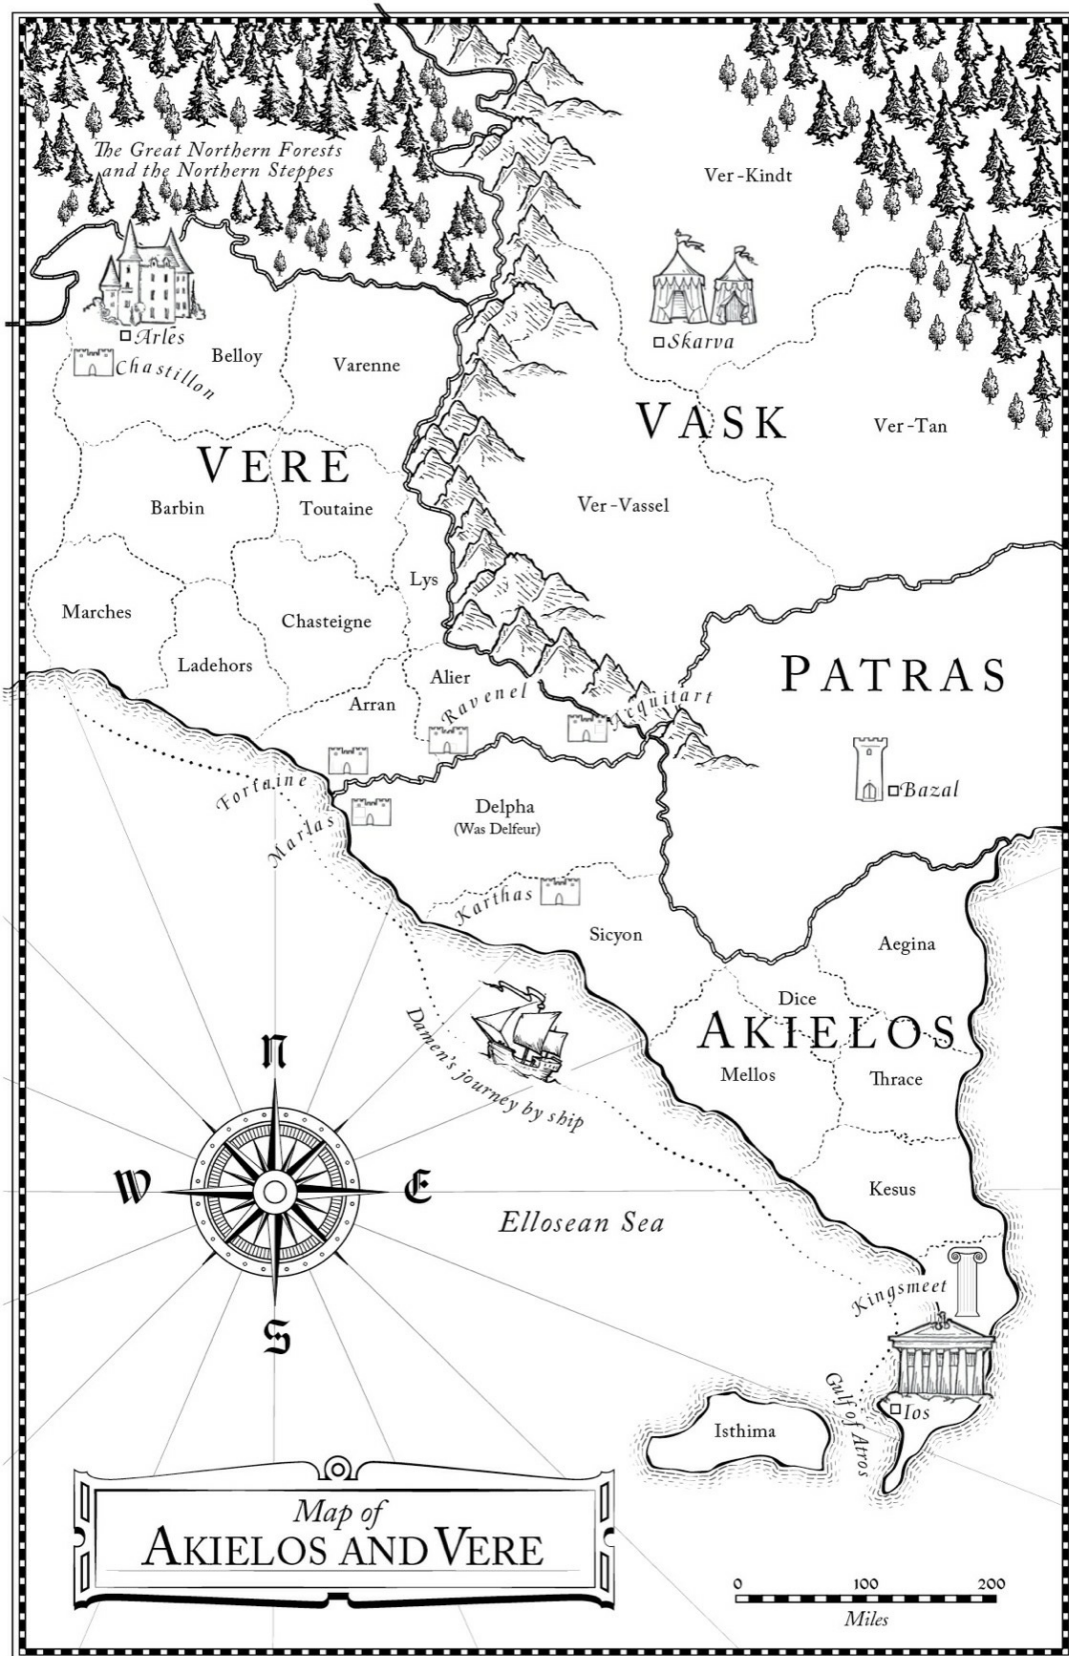 The Great Northern Forests
and the Northern Steppes
Ver-Kindt
Arles
Chastillon
Belloy
Varenne
Skarva
VASK
Ver-Tan
VERE
Barbin
Toutaine
Ver-Vassel
Lys
Marches
Chasteigne
Ladehors
Alier
PATRAS
Arran
Ravenel
Acquitart
Fortaine
Marlas
Delpha
(Was Delfeur)
Bazal
Karthas
Sicyon
Aegina
Dice
AKIELOS
Mellos
Thrace
Damen's journey by ship
N
W
E
S
Kesus
Ellosean Sea
Kingsmeet
Gulf of Atros
Ios
Isthima
Map of
AKIELOS AND VERE
0 100 200
Miles